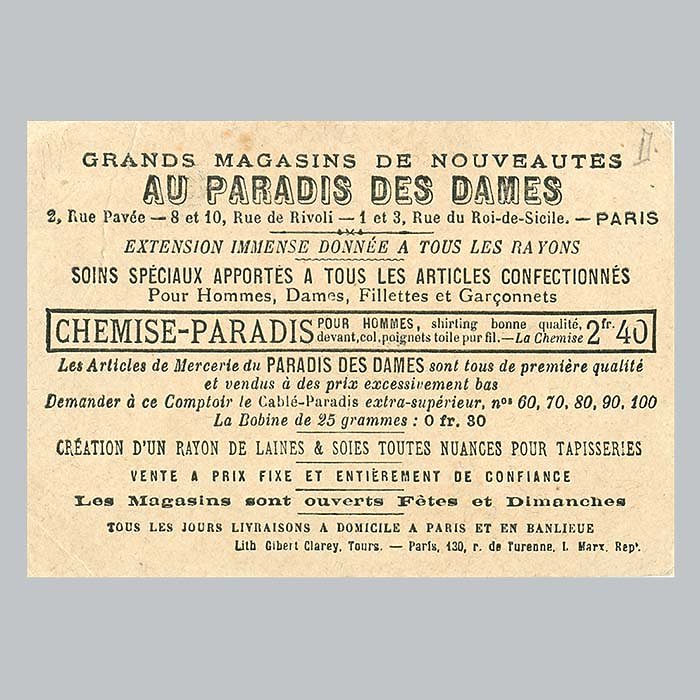 GRANDS MAGASINS DE NOUVEAUTÉS
AU PARADIS DES DAMES
2, Rue Pavée — 8 et 10, Rue de Rivoli — 1 et 3, Rue du Roi-de-Sicile. — PARIS
EXTENSION IMMENSE DONNÉE A TOUS LES RAYONS
SOINS SPÉCIAUX APPORTÉS A TOUS LES ARTICLES CONFECTIONNÉS
Pour Hommes, Dames, Fillettes et Garçonnets
CHEMISE-PARADIS POUR HOMMES, shirting bonne qualité, devant, col, poignets toile pur fil. — La Chemise 2 fr. 40
Les Articles de Mercerie du PARADIS DES DAMES sont tous de première qualité
et vendus à des prix excessivement bas
Demander à ce Comptoir le Cablé-Paradis extra-supérieur, nos 60, 70, 80, 90, 100
La Bobine de 25 grammes : 0 fr. 30
CRÉATION D'UN RAYON DE LAINES & SOIES TOUTES NUANCES POUR TAPISSERIES
VENTE A PRIX FIXE ET ENTIÈREMENT DE CONFIANCE
Les Magasins sont ouverts Fêtes et Dimanches
TOUS LES JOURS LIVRAISONS A DOMICILE A PARIS ET EN BANLIEUE
Lith Gibert Clarey, Tours. — Paris, 130, r. de Turenne, I. Marx, Rept.